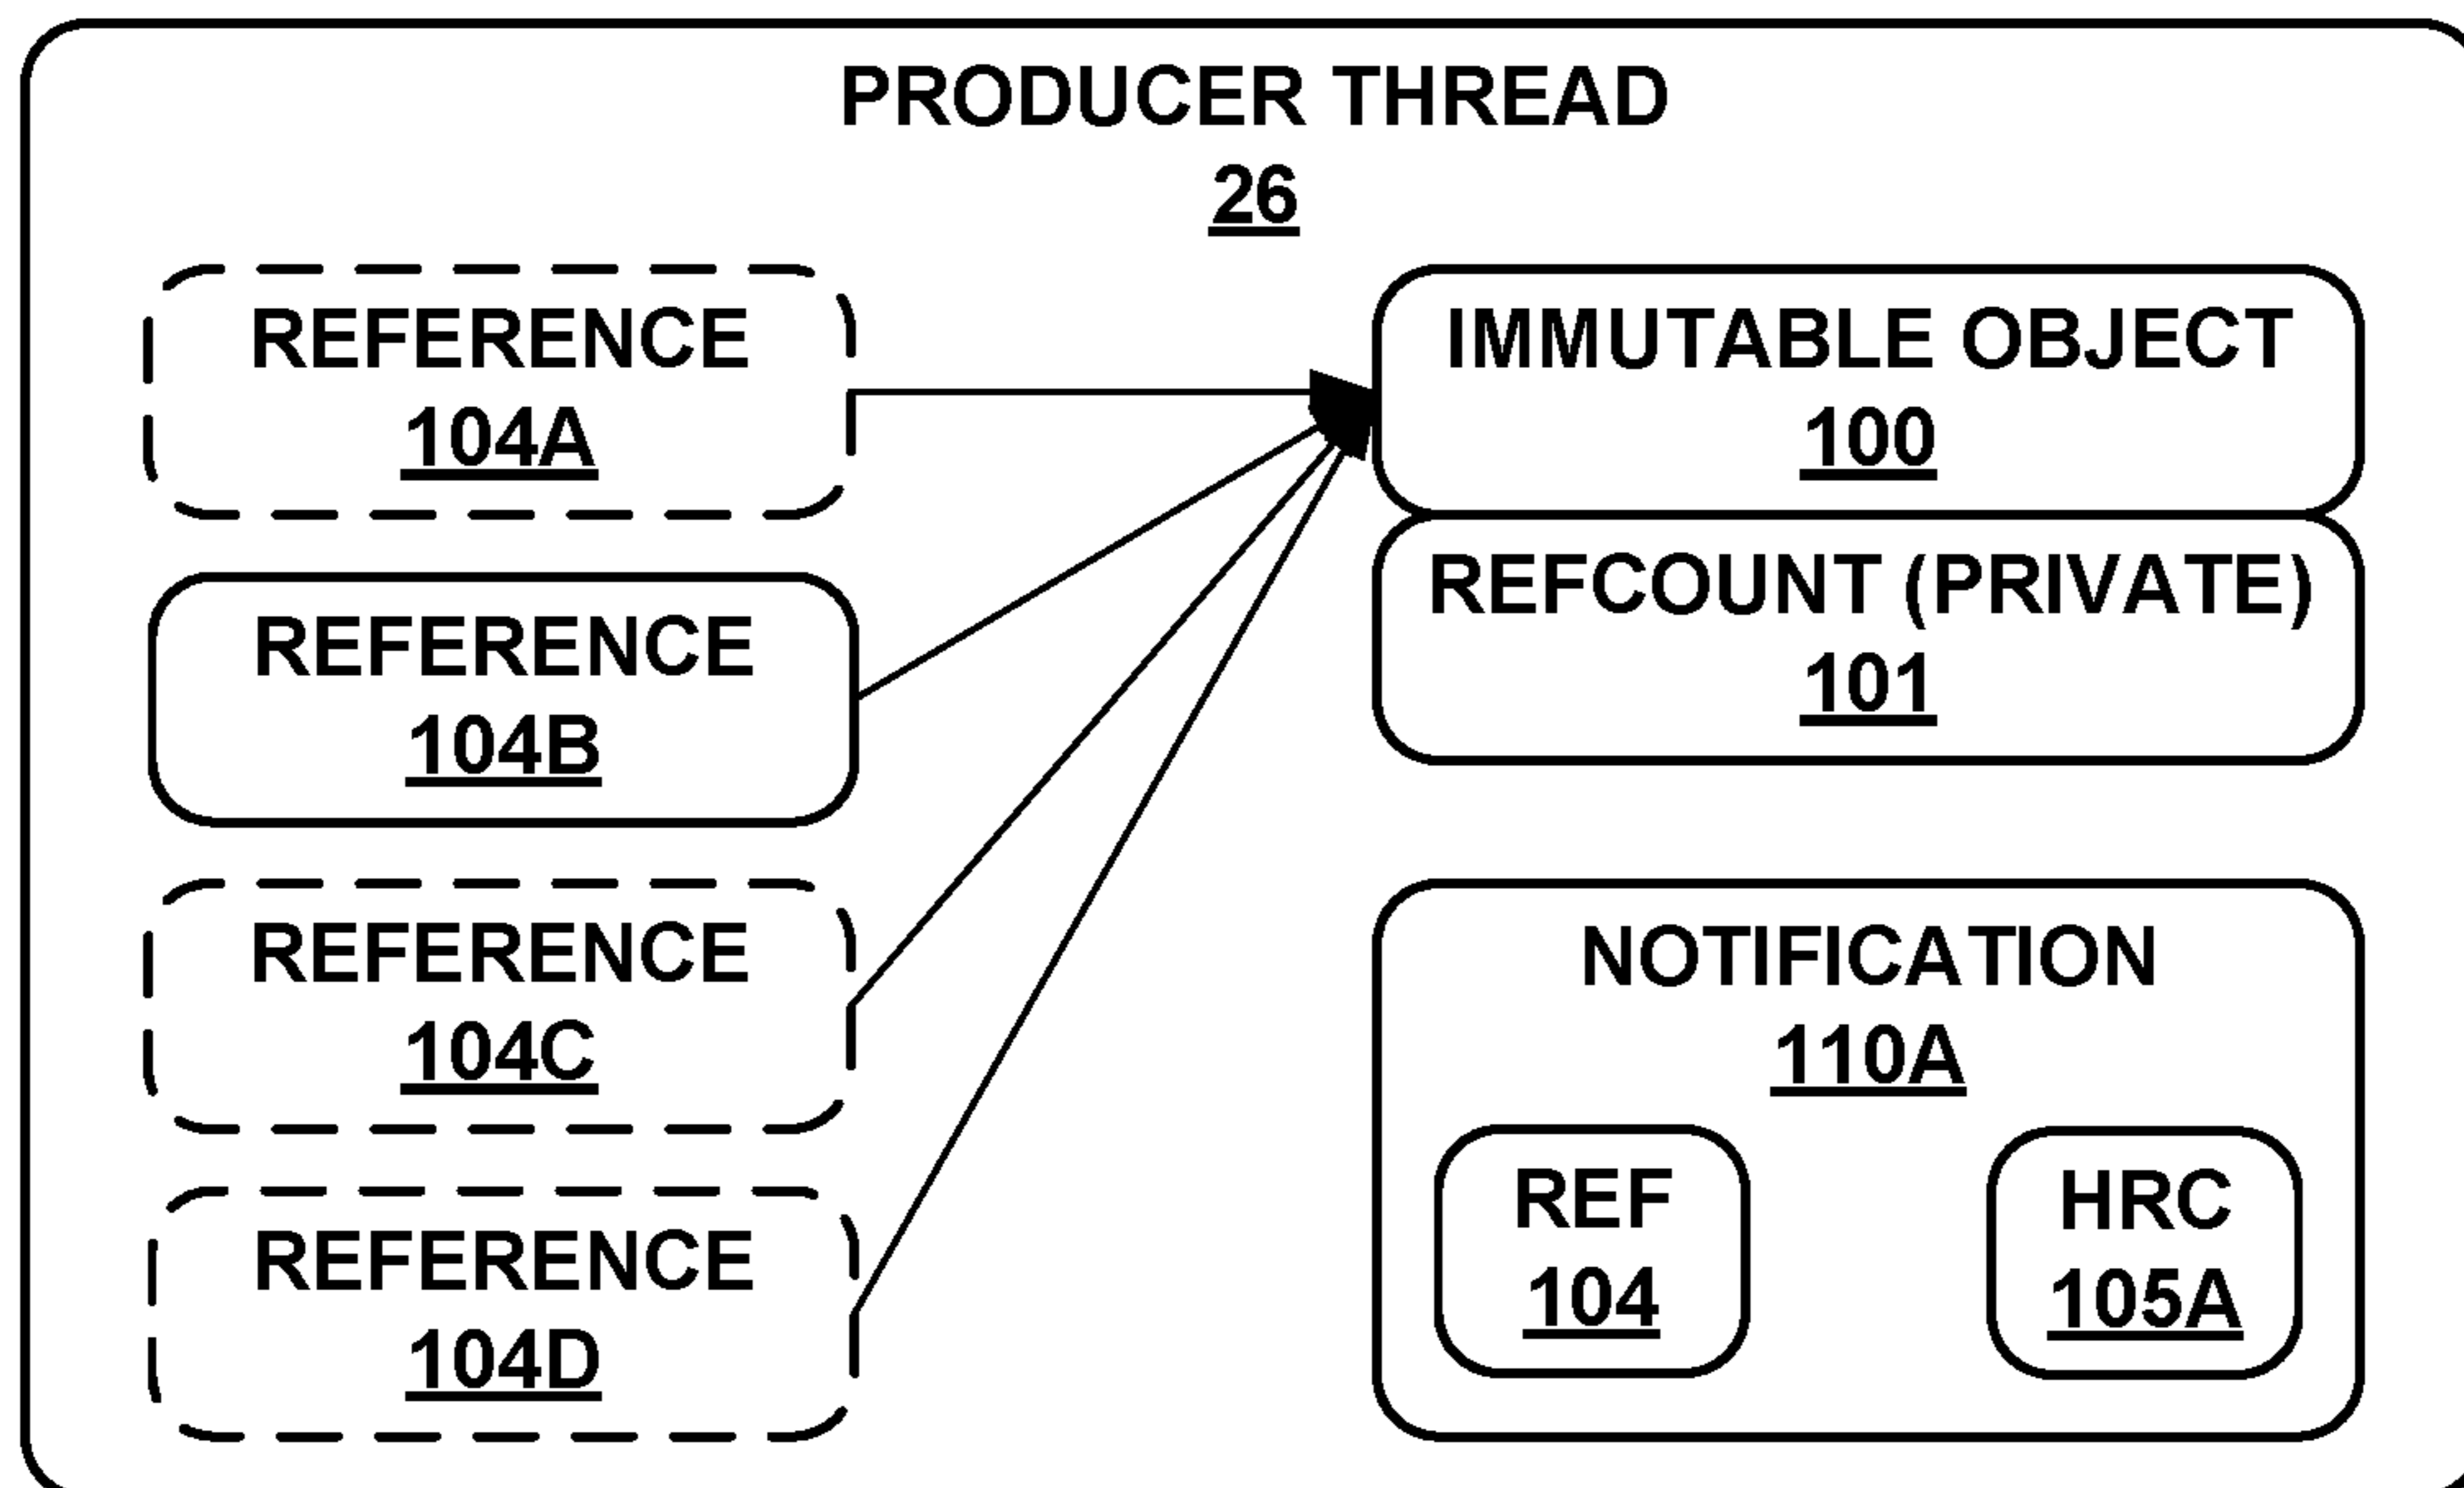 PRODUCER THREAD
26
REFERENCE
104A
IMMUTABLE OBJECT
100
REFERENCE
104B
REFCOUNT (PRIVATE)
101
REFERENCE
104C
REFERENCE
104D
NOTIFICATION
110A
REF
104
HRC
105A